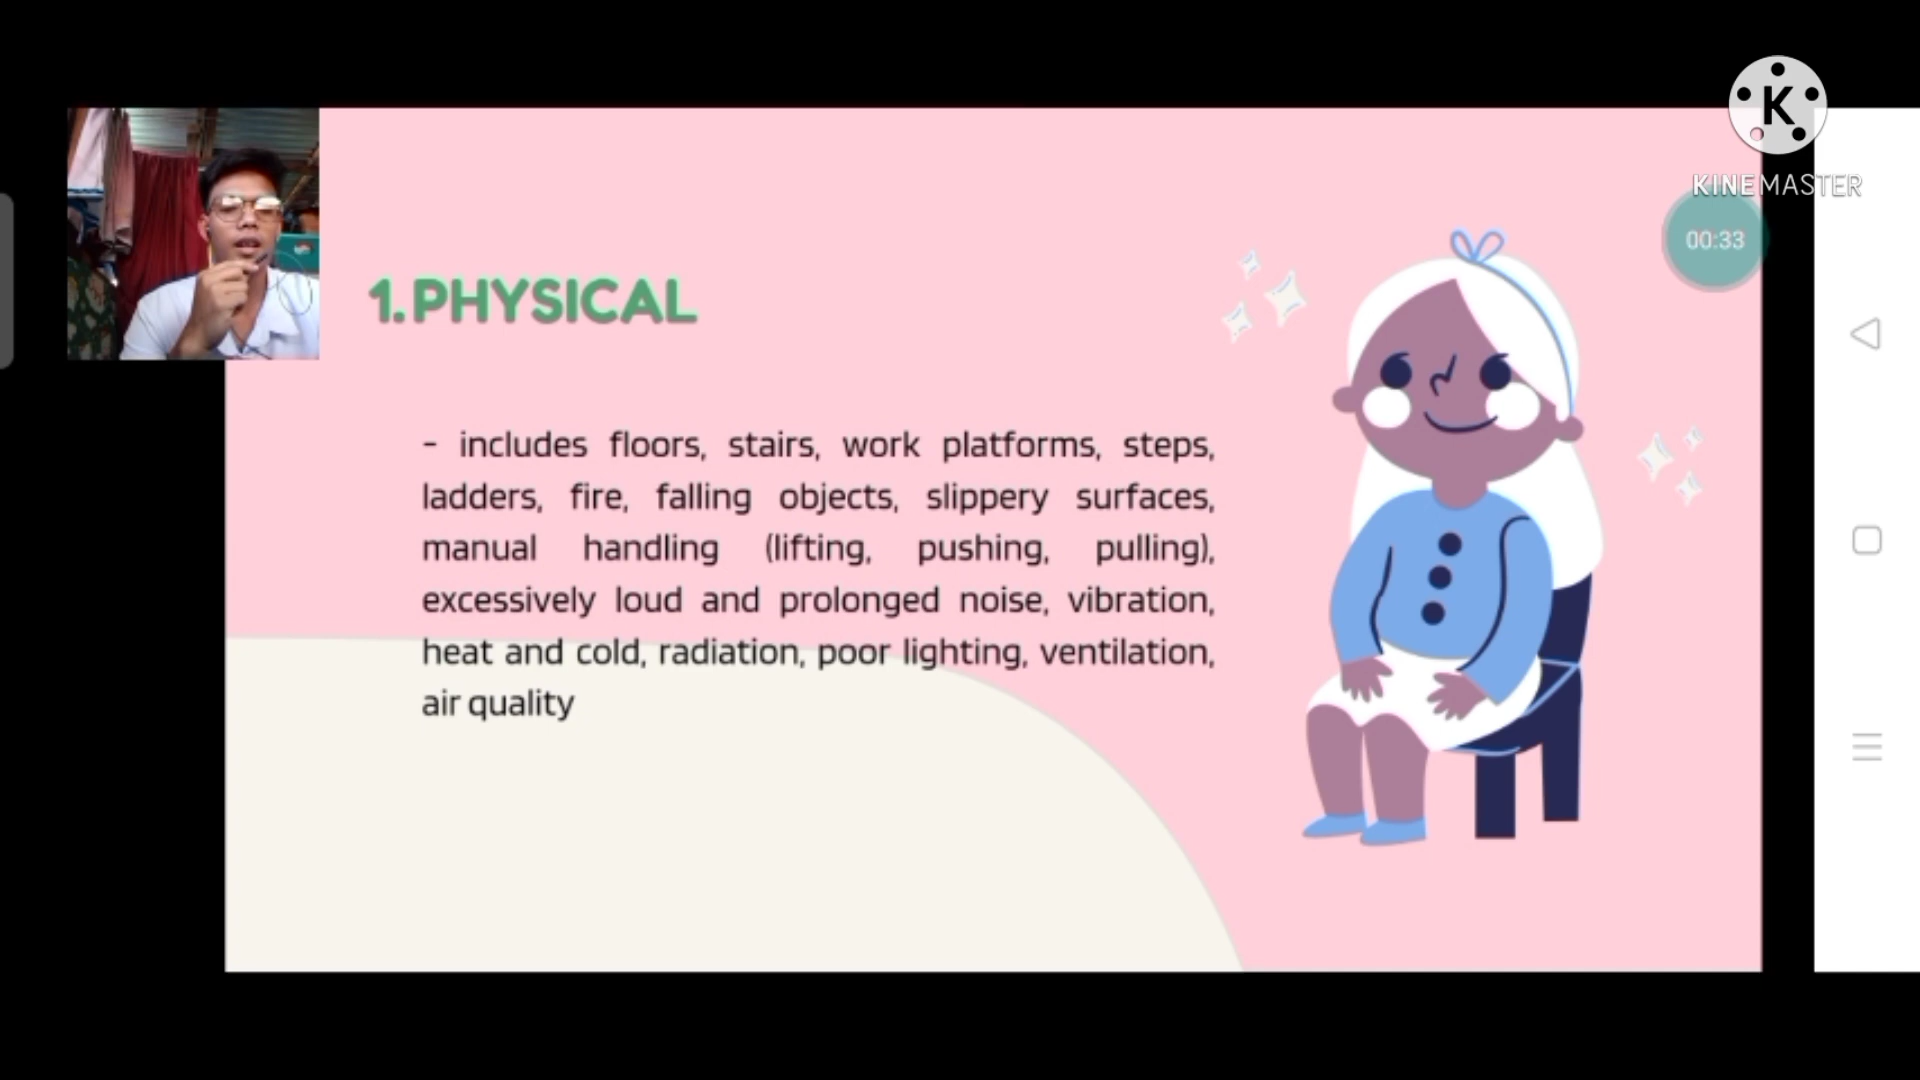 KINEMASTER
00:33
1. PHYSICAL
- includes floors, stairs, work platforms, steps,
ladders, fire, falling objects, slippery surfaces,
manual handling (lifting, pushing, pulling),
excessively loud and prolonged noise, vibration,
heat and cold, radiation, poor lighting, ventilation,
air quality